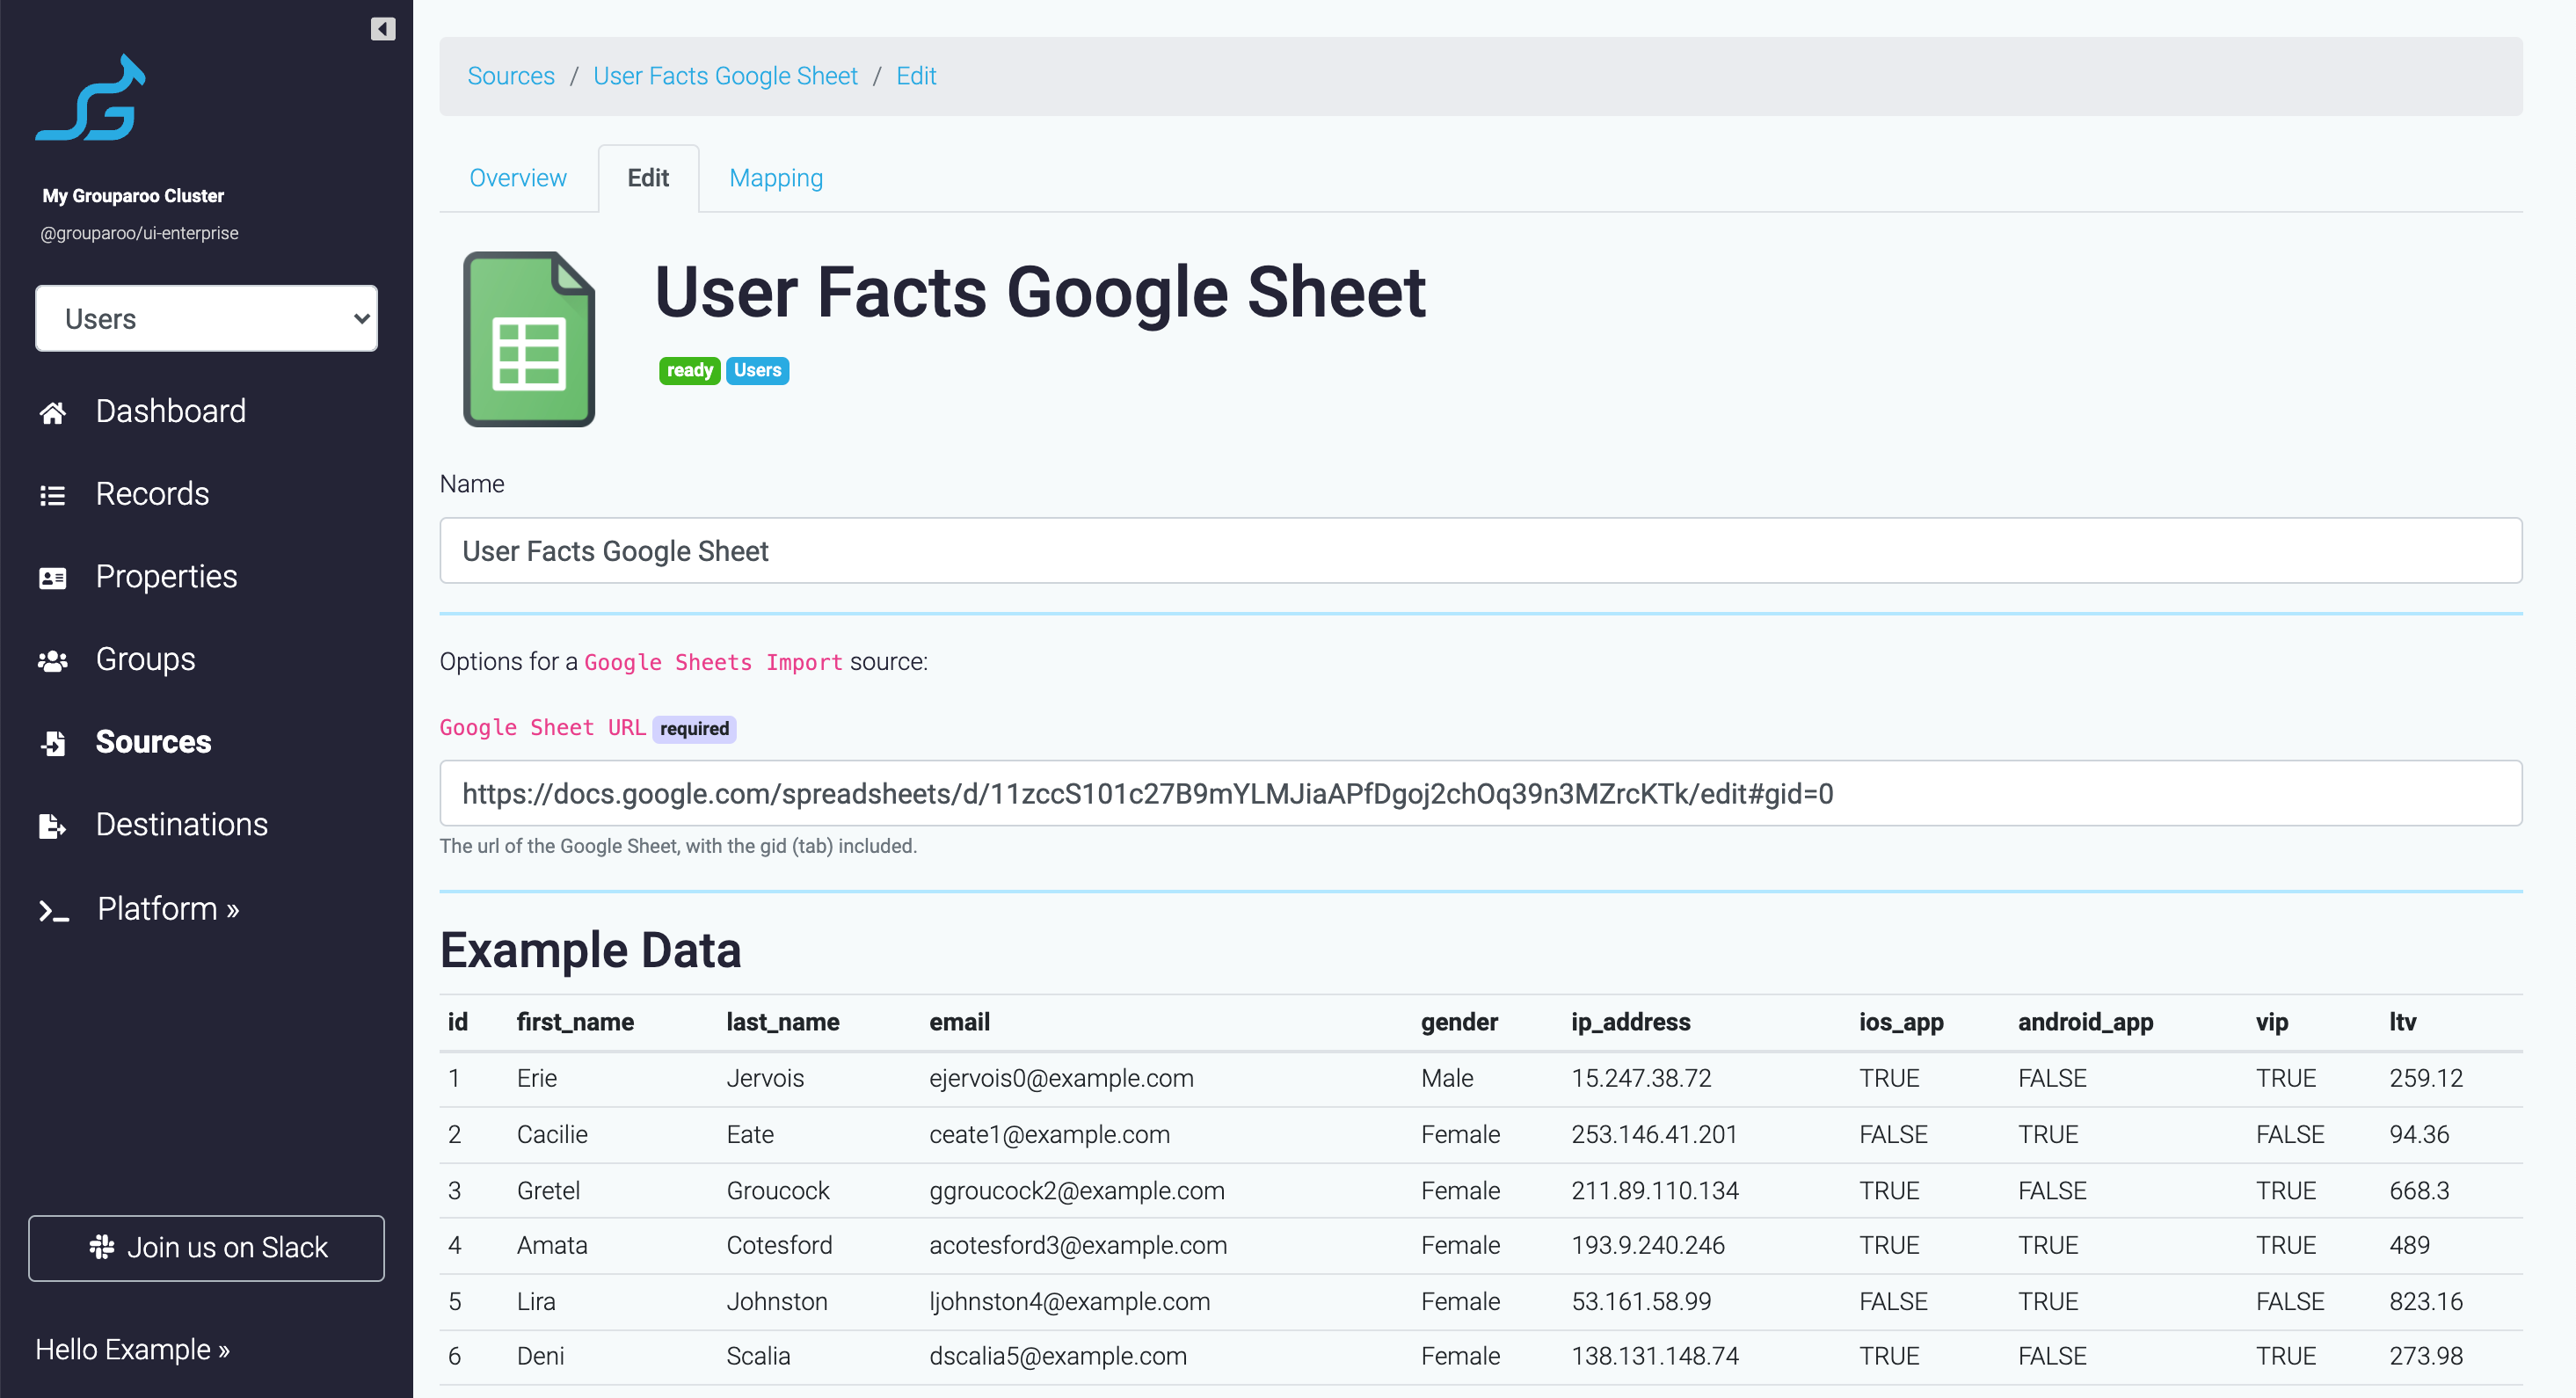 My Grouparoo Cluster
@grouparoo/ui-enterprise
Users
Dashboard
Records
Properties
Groups
Sources
Destinations
Platform »
Join us on Slack
Hello Example »
Sources / User Facts Google Sheet / Edit
Overview Edit Mapping
User Facts Google Sheet
ready Users
Name
User Facts Google Sheet
Options for a Google Sheets Import source:
Google Sheet URL required
https://docs.google.com/spreadsheets/d/11zccS101c27B9mYLMJiaAPfDgoj2chOq39n3MZrcKTk/edit#gid=0
The url of the Google Sheet, with the gid (tab) included.
Example Data
id first_name last_name email gender ip_address ios_app android_app vip ltv
1 Erie Jervois ejervois0@example.com Male 15.247.38.72 TRUE FALSE TRUE 259.12
2 Cacilie Eate ceate1@example.com Female 253.146.41.201 FALSE TRUE FALSE 94.36
3 Gretel Groucock ggroucock2@example.com Female 211.89.110.134 TRUE FALSE TRUE 668.3
4 Amata Cotesford acotesford3@example.com Female 193.9.240.246 TRUE TRUE TRUE 489
5 Lira Johnston ljohnston4@example.com Female 53.161.58.99 FALSE TRUE FALSE 823.16
6 Deni Scalia dscalia5@example.com Female 138.131.148.74 TRUE FALSE TRUE 273.98